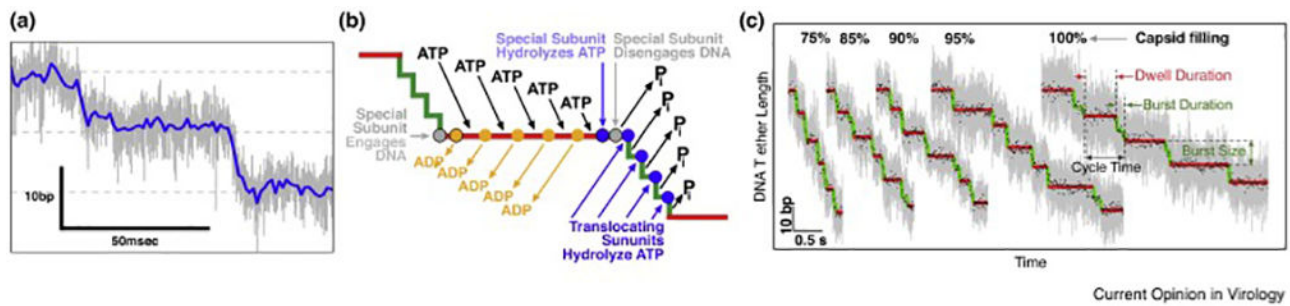 (a)
10bp
50msec
(b)
Special Subunit
Hydrolyzes ATP
Special Subunit
Disengages DNA
ATP
ATP
ATP
ATP
ATP
Pi
Pi
Pi
Pi
Special
Subunit
Engages
DNA
ADP
ADP
ADP
ADP
ADP
Translocating
Sununits
Hydrolyze ATP
(c)
75% 85% 90% 95% 100% Capsid filling
Dwell Duration
Burst Duration
Burst Size
Cycle Time
DNA T ether Length
10 bp
0.5 s
Time
Current Opinion in Virology